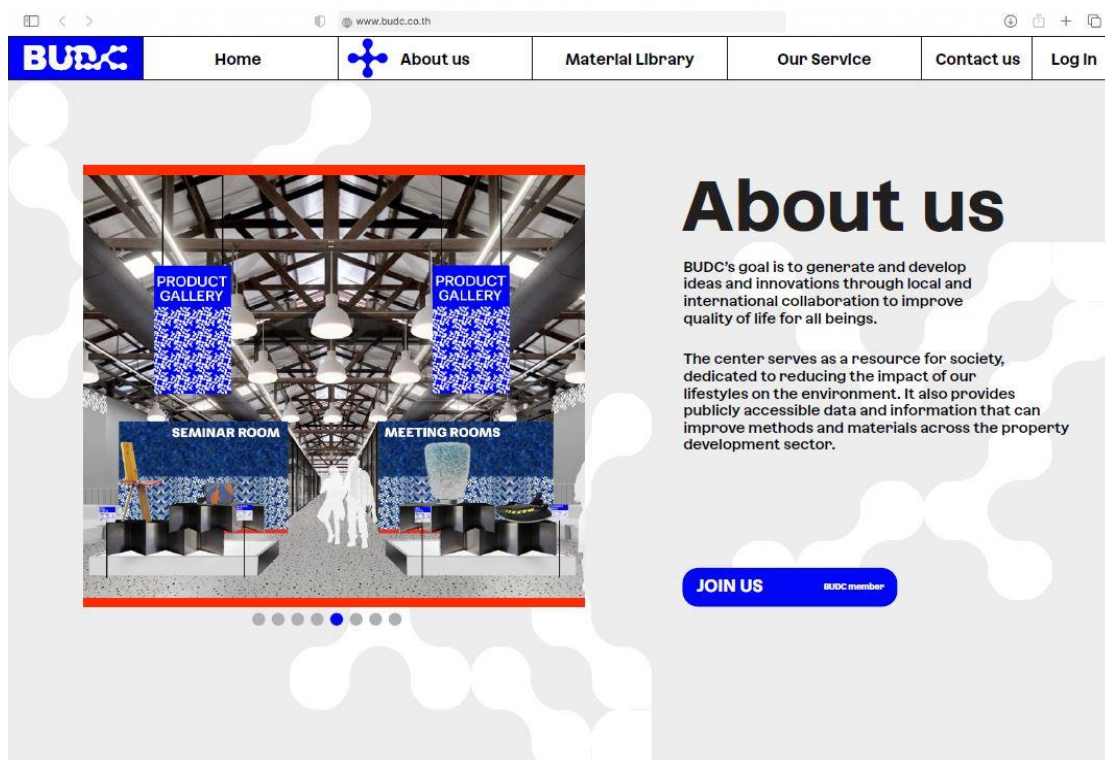 www.budc.co.th
BUDC
Home
About us
Material Library
Our Service
Contact us
Log in
PRODUCT
GALLERY
PRODUCT
GALLERY
SEMINAR ROOM
MEETING ROOMS
About us
BUDC's goal is to generate and develop
ideas and innovations through local and
international collaboration to improve
quality of life for all beings.
The center serves as a resource for society,
dedicated to reducing the impact of our
lifestyles on the environment. It also provides
publicly accessible data and information that can
improve methods and materials across the property
development sector.
JOIN US
BUDC member